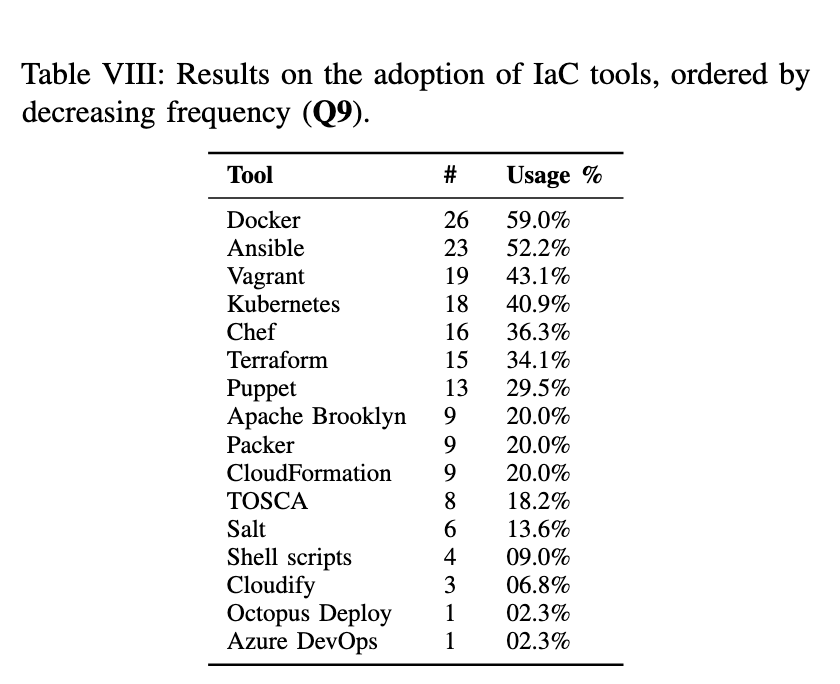 Table VIII: Results on the adoption of IaC tools, ordered by
decreasing frequency (Q9).
Tool # Usage %
Docker 26 59.0%
Ansible 23 52.2%
Vagrant 19 43.1%
Kubernetes 18 40.9%
Chef 16 36.3%
Terraform 15 34.1%
Puppet 13 29.5%
Apache Brooklyn 9 20.0%
Packer 9 20.0%
CloudFormation 9 20.0%
TOSCA 8 18.2%
Salt 6 13.6%
Shell scripts 4 09.0%
Cloudify 3 06.8%
Octopus Deploy 1 02.3%
Azure DevOps 1 02.3%